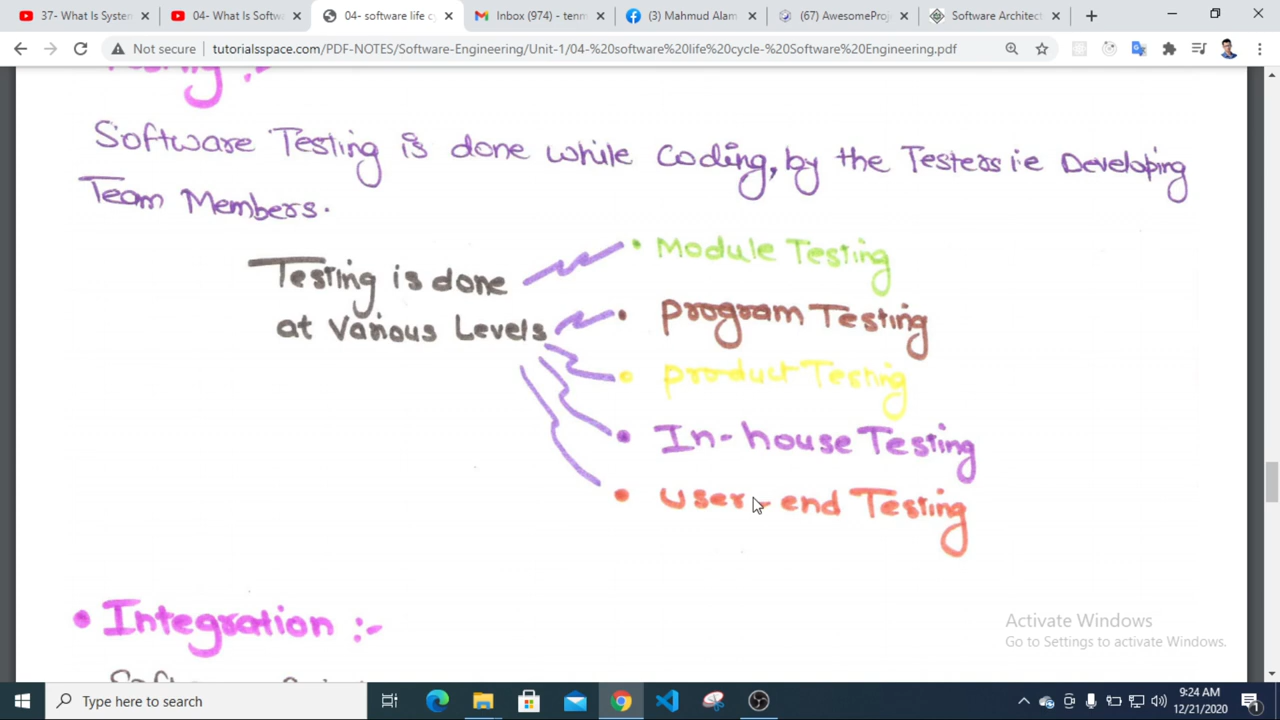 37- What Is System
04- What Is Softwa
04- software life cy
Inbox (974) - tenm
(3) Mahmud Alam
(67) AwesomeProj
Software Architect
Not secure
tutorialsspace.com/PDF-NOTES/Software-Engineering/Unit-1/04-%20software%20life%20cycle-%20Software%20Engineering.pdf
Software Testing is done while Coding, by the Testers i.e Developing
Team Members.
Testing is done
at Various Levels
• Module Testing
• program Testing
• product Testing
• In-house Testing
• user-end Testing
• Integration :-
Activate Windows
Go to Settings to activate Windows.
Type here to search
9:24 AM
12/21/2020